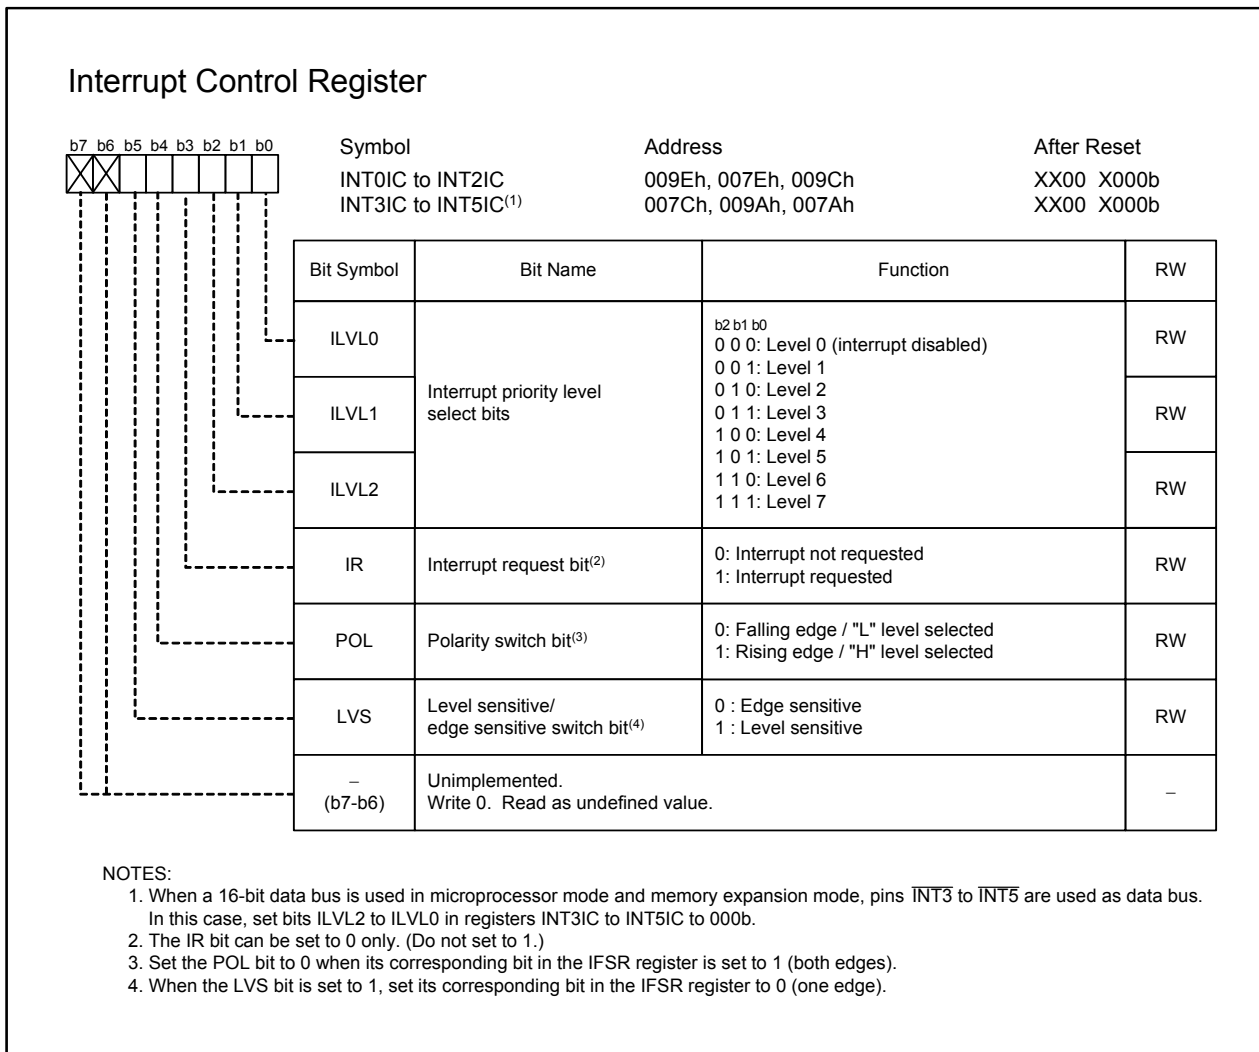 Interrupt Control Register
b7 b6 b5 b4 b3 b2 b1 b0
Symbol Address After Reset
INT0IC to INT2IC 009Eh, 007Eh, 009Ch XX00 X000b
INT3IC to INT5IC(1) 007Ch, 009Ah, 007Ah XX00 X000b
Bit Symbol Bit Name Function RW
ILVL0 RW
ILVL1 RW
ILVL2 RW
Interrupt priority level
select bits
b2 b1 b0
0 0 0: Level 0 (interrupt disabled)
0 0 1: Level 1
0 1 0: Level 2
0 1 1: Level 3
1 0 0: Level 4
1 0 1: Level 5
1 1 0: Level 6
1 1 1: Level 7
IR Interrupt request bit(2) 0: Interrupt not requested RW
1: Interrupt requested
POL Polarity switch bit(3) 0: Falling edge / "L" level selected RW
1: Rising edge / "H" level selected
LVS Level sensitive/ 0 : Edge sensitive RW
edge sensitive switch bit(4) 1 : Level sensitive
– Unimplemented. –
(b7-b6) Write 0. Read as undefined value.
NOTES:
1. When a 16-bit data bus is used in microprocessor mode and memory expansion mode, pins INT3 to INT5 are used as data bus.
In this case, set bits ILVL2 to ILVL0 in registers INT3IC to INT5IC to 000b.
2. The IR bit can be set to 0 only. (Do not set to 1.)
3. Set the POL bit to 0 when its corresponding bit in the IFSR register is set to 1 (both edges).
4. When the LVS bit is set to 1, set its corresponding bit in the IFSR register to 0 (one edge).